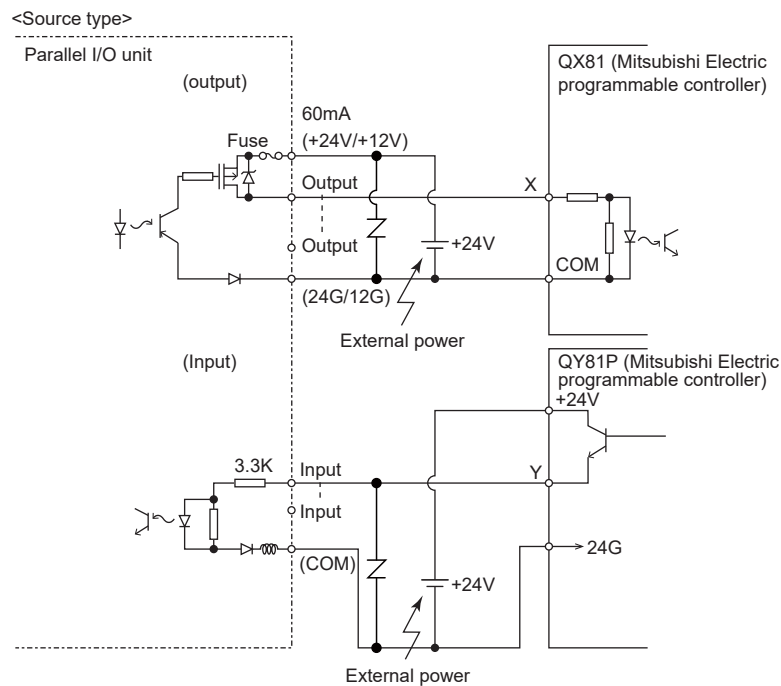 <Source type>
Parallel I/O unit
(output)
60mA
Fuse
(+24V/+12V)
Output
Output
(24G/12G)
+24V
External power
QX81 (Mitsubishi Electric
programmable controller)
X
COM
(Input)
QY81P (Mitsubishi Electric
programmable controller)
+24V
3.3K
Input
Input
(COM)
Y
24G
+24V
External power